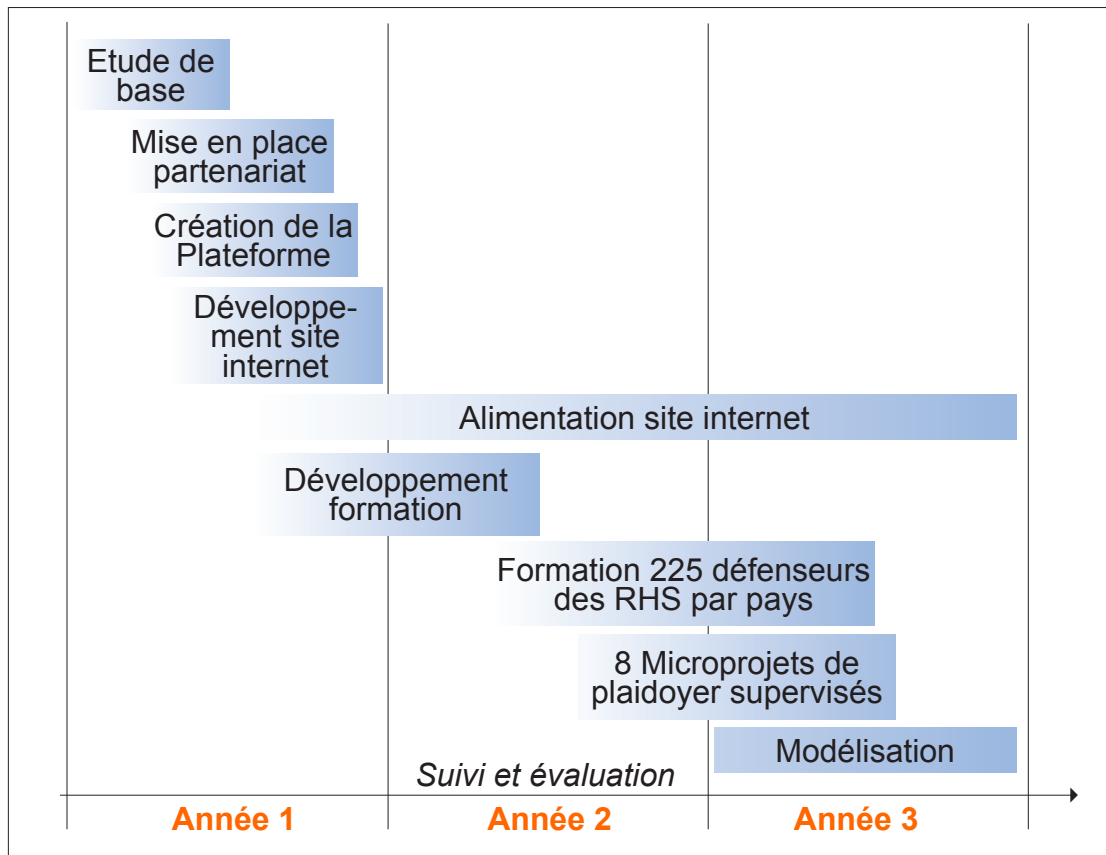 Etude de
base
Mise en place
partenariat
Création de la
Plateforme
Développe-
ment site
internet
Alimentation site internet
Développement
formation
Formation 225 défenseurs
des RHS par pays
8 Microprojets de
plaidoyer supervisés
Modélisation
Suivi et évaluation
Année 1
Année 2
Année 3